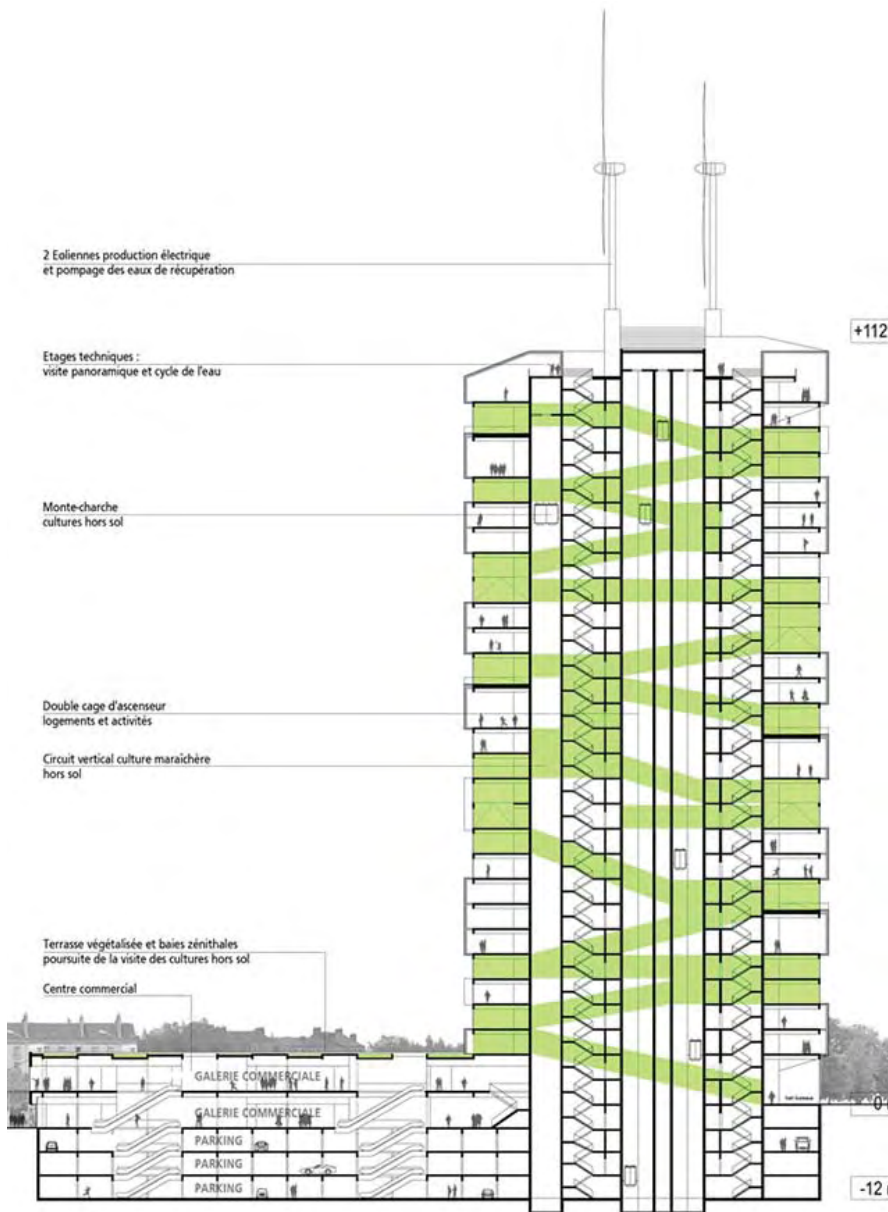 2 Eoliennes production électrique
et pompage des eaux de récupération
+112
Etages techniques :
visite panoramique et cycle de l'eau
Monte-charche
cultures hors sol
Double cage d'ascenseur
logements et activités
Circuit vertical culture maraîchère
hors sol
Terrasse végétalisée et baies zénithales
poursuite de la visite des cultures hors sol
Centre commercial
GALERIE COMMERCIALE
GALERIE COMMERCIALE
0
PARKING
PARKING
PARKING
-12